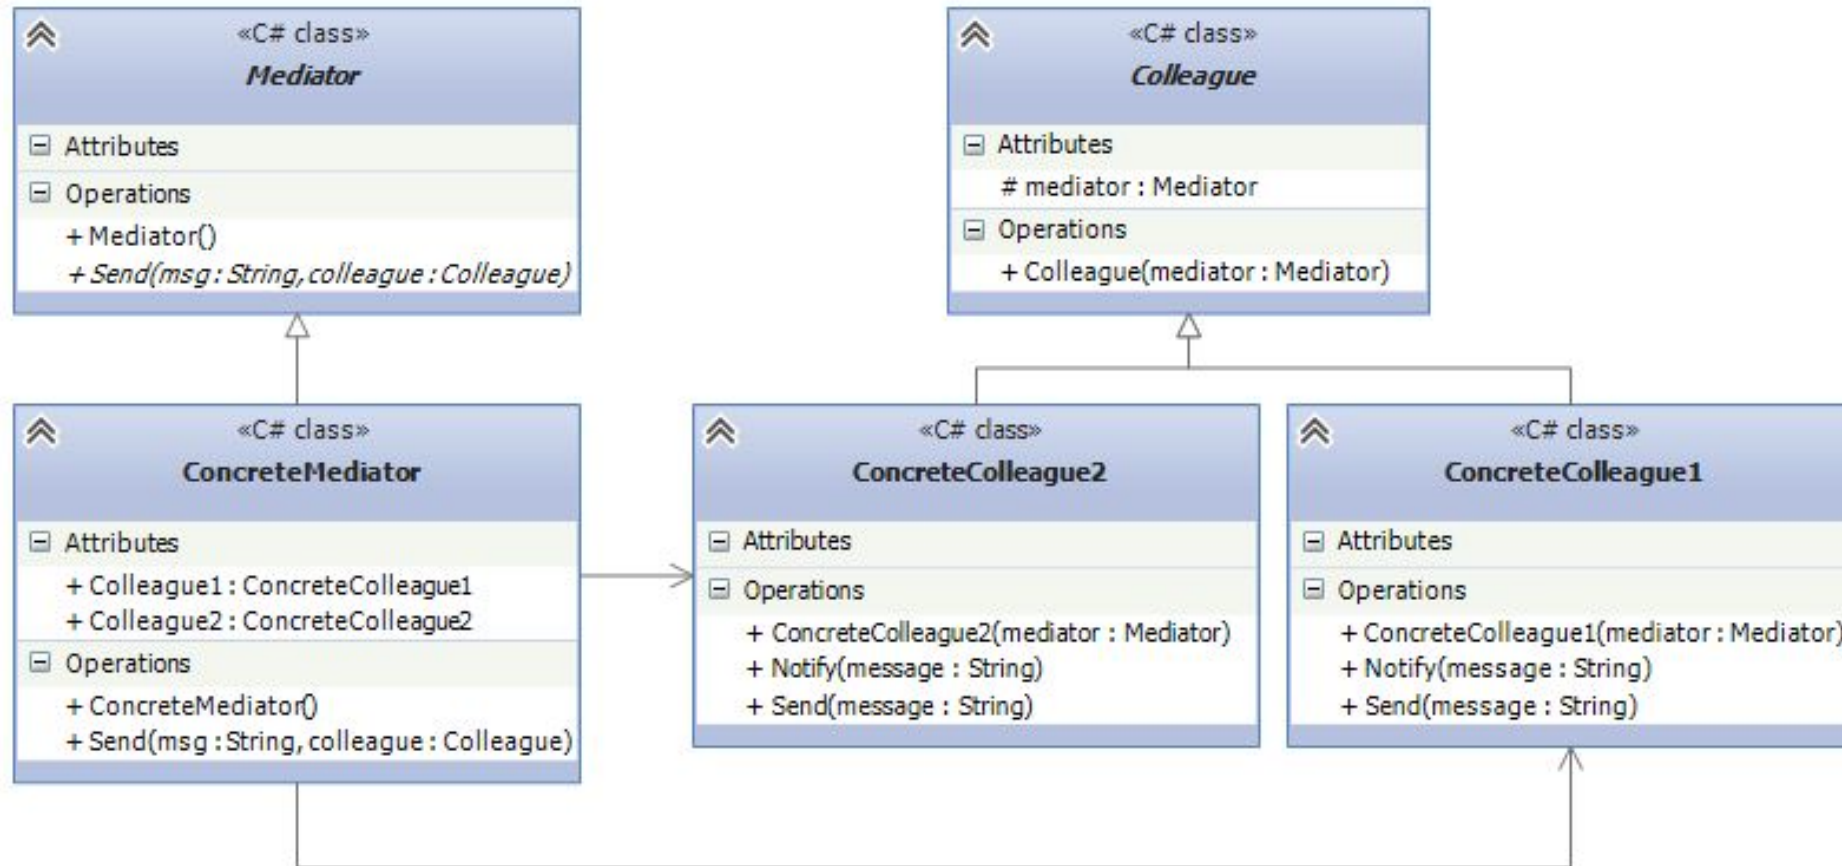 «C# class»
Mediator
Attributes
Operations
+ Mediator()
+ Send(msg : String, colleague : Colleague)
«C# class»
Colleague
Attributes
# mediator : Mediator
Operations
+ Colleague(mediator : Mediator)
«C# class»
ConcreteMediator
Attributes
+ Colleague1 : ConcreteColleague1
+ Colleague2 : ConcreteColleague2
Operations
+ ConcreteMediator()
+ Send(msg : String, colleague : Colleague)
«C# class»
ConcreteColleague2
Attributes
Operations
+ ConcreteColleague2(mediator : Mediator)
+ Notify(message : String)
+ Send(message : String)
«C# class»
ConcreteColleague1
Attributes
Operations
+ ConcreteColleague1(mediator : Mediator)
+ Notify(message : String)
+ Send(message : String)